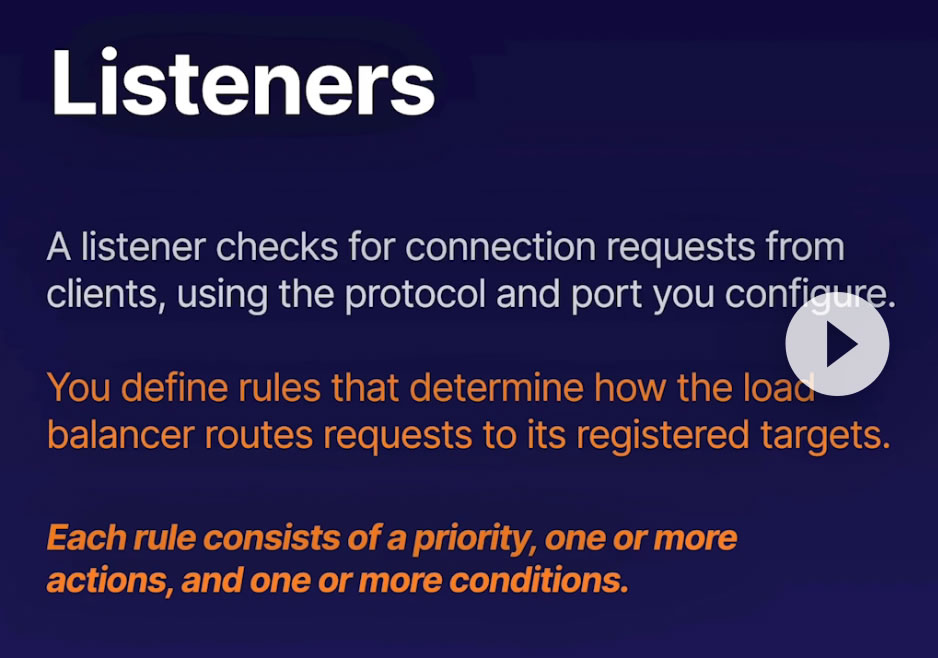 Listeners
A listener checks for connection requests from
clients, using the protocol and port you configure.
You define rules that determine how the load
balancer routes requests to its registered targets.
Each rule consists of a priority, one or more
actions, and one or more conditions.